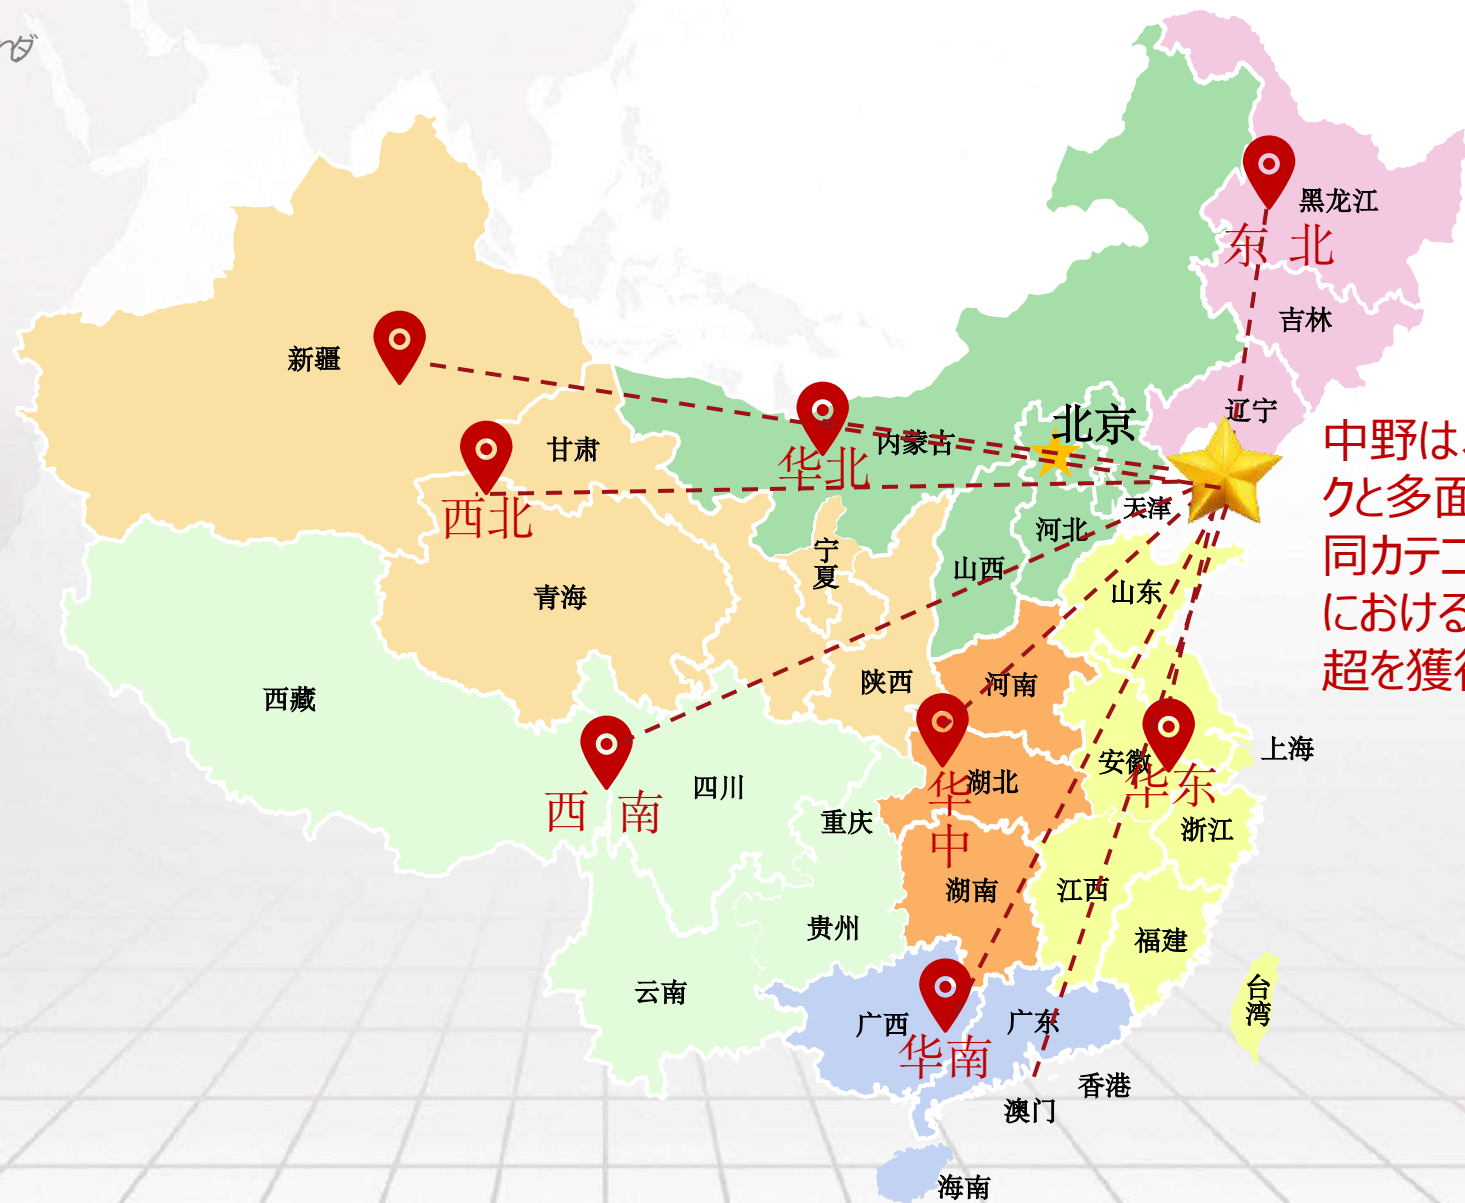 黑龙江
东 北
吉林
辽宁
新疆
北京
内蒙古
甘肃
华北
西北
天津
河北
宁夏
山西
青海
山东
陕西
河南
西藏
上海
安徽
湖北
四川
华中
华东
西 南
重庆
浙江
湖南
江西
贵州
福建
云南
台湾
广西
广东
华南
香港
澳门
海南
中野は
クと多面
同カテゴ
における
超を獲得